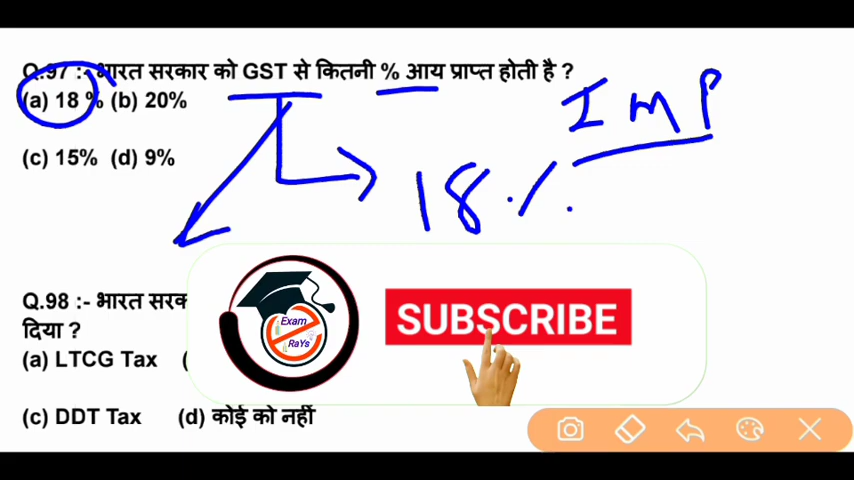 Q.97 :- भारत सरकार को GST से कितनी % आय प्राप्त होती है ?
(a) 18 % (b) 20%
IMP
(c) 15% (d) 9%
18 %
Q.98 :- भारत सरक
दिया ?
Exam
RaYs
SUBSCRIBE
(a) LTCG Tax (
(c) DDT Tax (d) कोई को नहीं